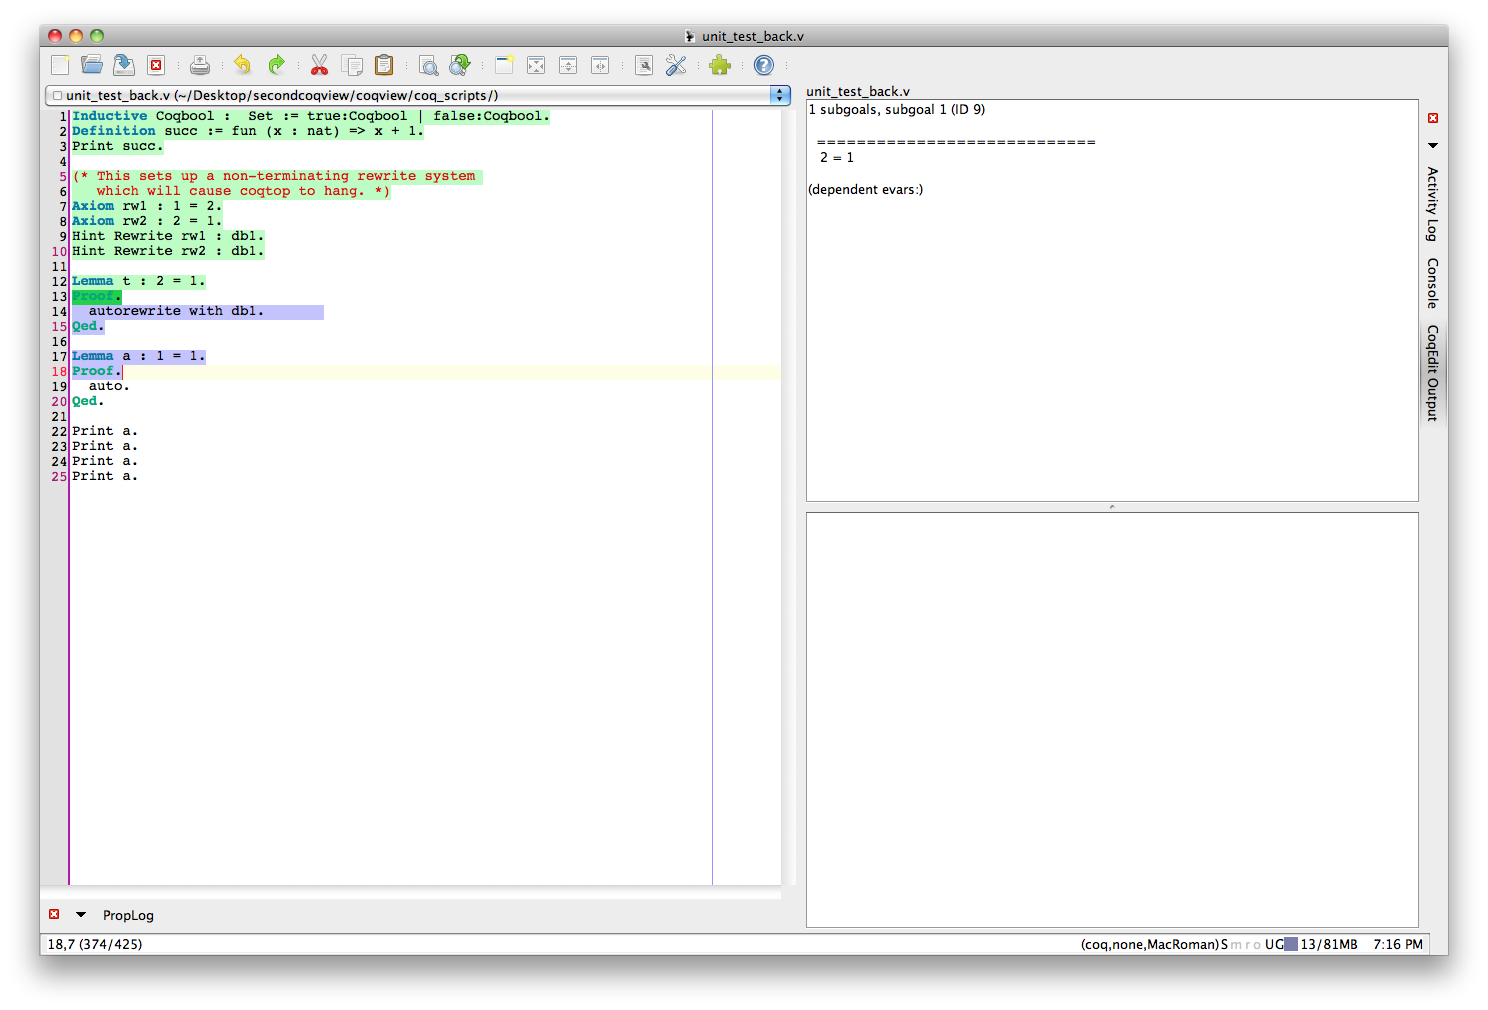 unit_test_back.v
unit_test_back.v (~/Desktop/secondcoqview/coqview/coq_scripts/)
1 Inductive Coqbool :  Set := true:Coqbool | false:Coqbool.
2 Definition succ := fun (x : nat) => x + 1.
3 Print succ.
4
5 (* This sets up a non-terminating rewrite system
6    which will cause coqtop to hang. *)
7 Axiom rw1 : 1 = 2.
8 Axiom rw2 : 2 = 1.
9 Hint Rewrite rw1 : db1.
10 Hint Rewrite rw2 : db1.
11
12 Lemma t : 2 = 1.
13 Proof.
14   autorewrite with db1.
15 Qed.
16
17 Lemma a : 1 = 1.
18 Proof.
19   auto.
20 Qed.
21
22 Print a.
23 Print a.
24 Print a.
25 Print a.
unit_test_back.v
1 subgoals, subgoal 1 (ID 9)
============================
2 = 1
(dependent evars:)
Activity Log
Console
CoqEdit Output
PropLog
18,7 (374/425)
(coq,none,MacRoman)S m r o UG 13/81MB 7:16 PM